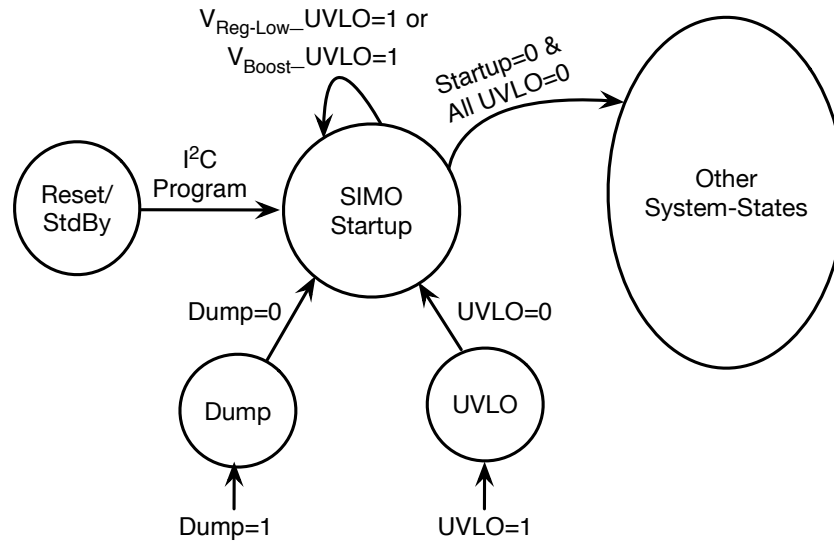 V_Reg-Low_UVLO=1 or
V_Boost_UVLO=1
Startup=0 &
All UVLO=0
I²C
Program
Reset/
StdBy
SIMO
Startup
Other
System-States
Dump=0
UVLO=0
Dump
UVLO
Dump=1
UVLO=1